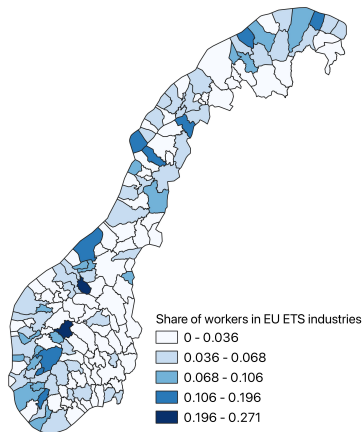 Share of workers in EU ETS industries
0 - 0.036
0.036 - 0.068
0.068 - 0.106
0.106 - 0.196
0.196 - 0.271